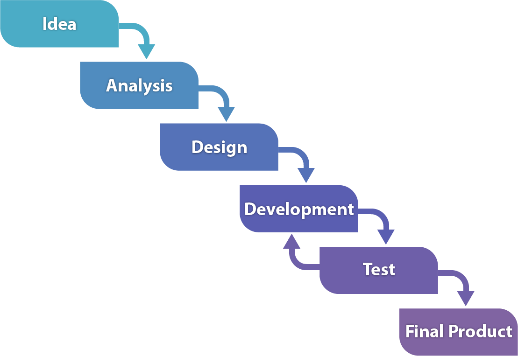 Idea
Analysis
Design
Development
Test
Final Product